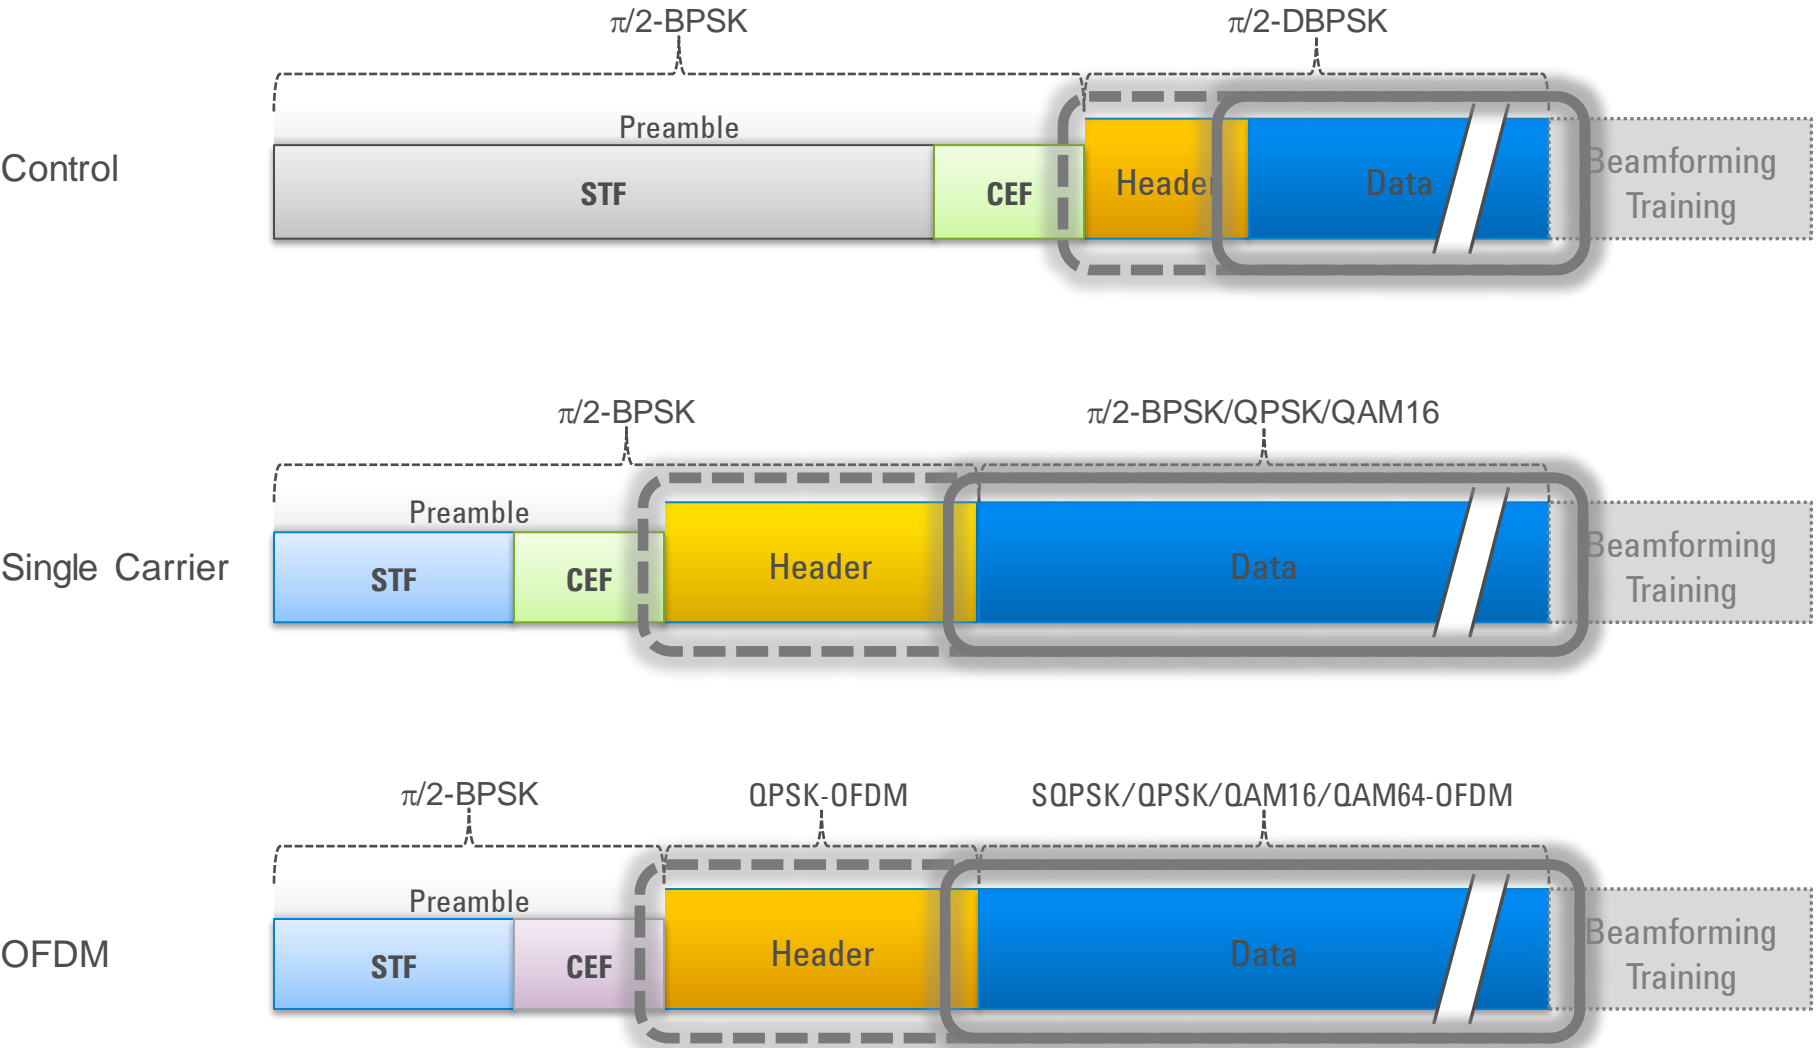 π/2-BPSK
π/2-DBPSK
Preamble
Control
STF
CEF
Header
Data
Beamforming
Training
π/2-BPSK
π/2-BPSK/QPSK/QAM16
Preamble
Single Carrier
STF
CEF
Header
Data
Beamforming
Training
π/2-BPSK
QPSK-OFDM
SQPSK/QPSK/QAM16/QAM64-OFDM
Preamble
OFDM
STF
CEF
Header
Data
Beamforming
Training